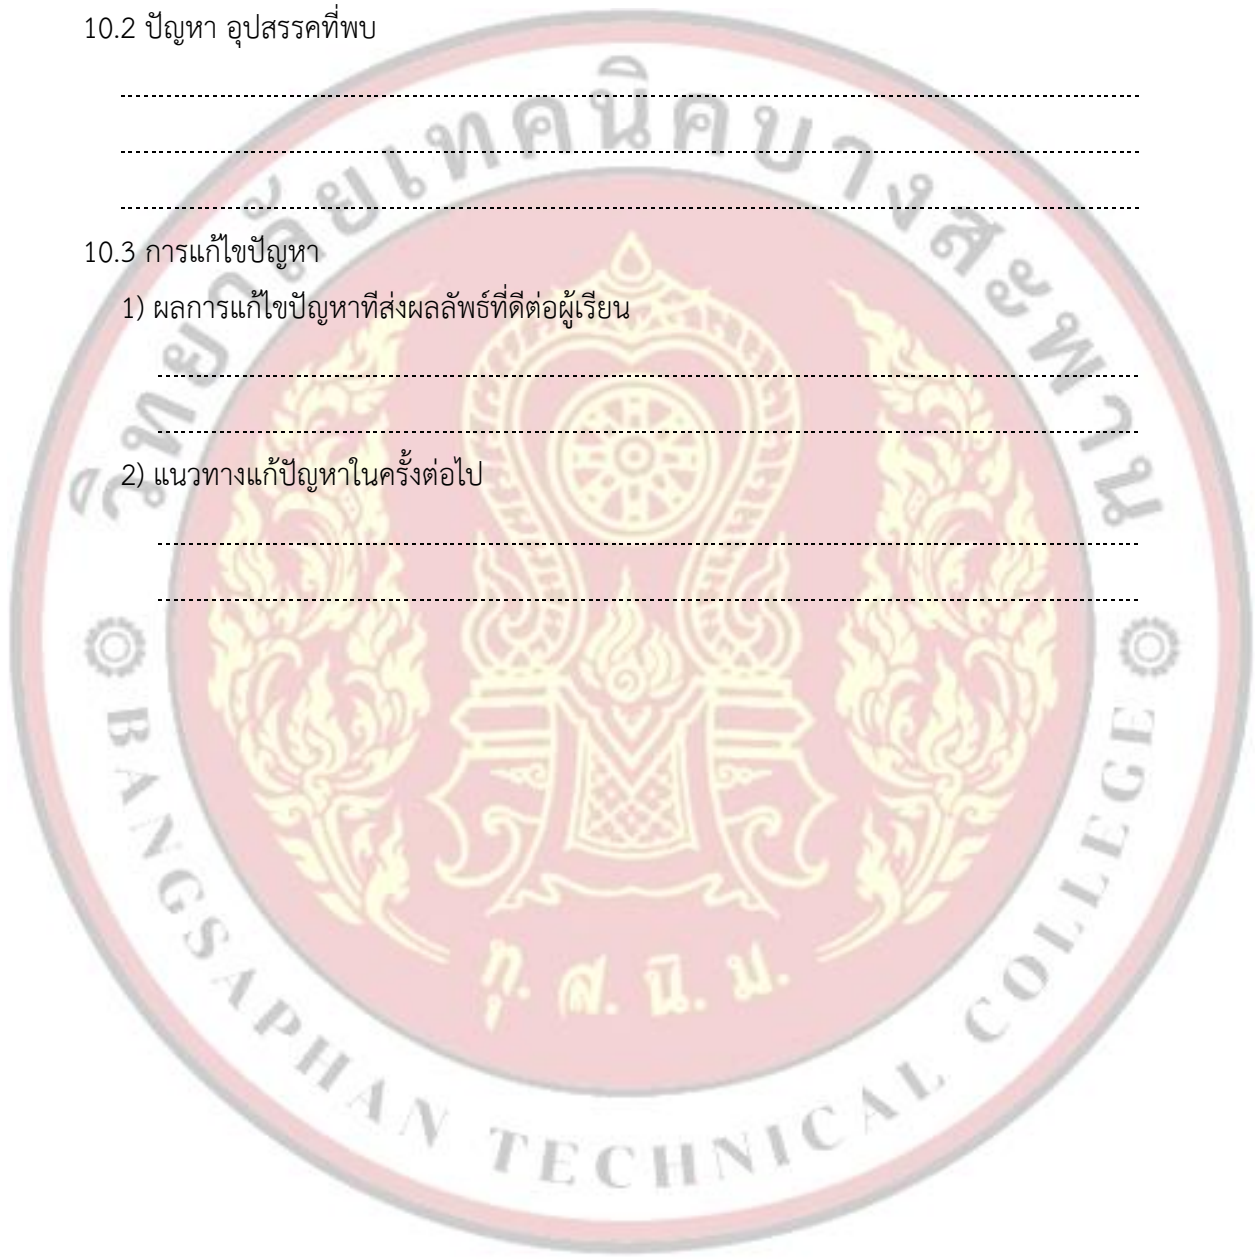 10.2 ปัญหา อุปสรรคที่พบ
10.3 การแก้ไขปัญหา
1) ผลการแก้ไขปัญหาทีส่งผลลัพธ์ที่ดีต่อผู้เรียน
2) แนวทางแก้ปัญหาในครั้งต่อไป
วิทยาลัยเทคนิคบางสะพาน
ทุ. ส. นิ. ม.
BANGSAPHAN TECHNICAL COLLEGE